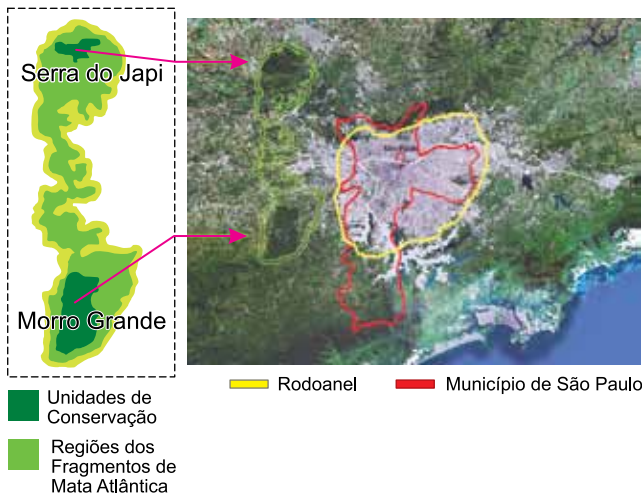 Serra do Japi
Morro Grande
Rodoanel
Município de São Paulo
Unidades de
Conservação
Regiões dos
Fragmentos de
Mata Atlântica